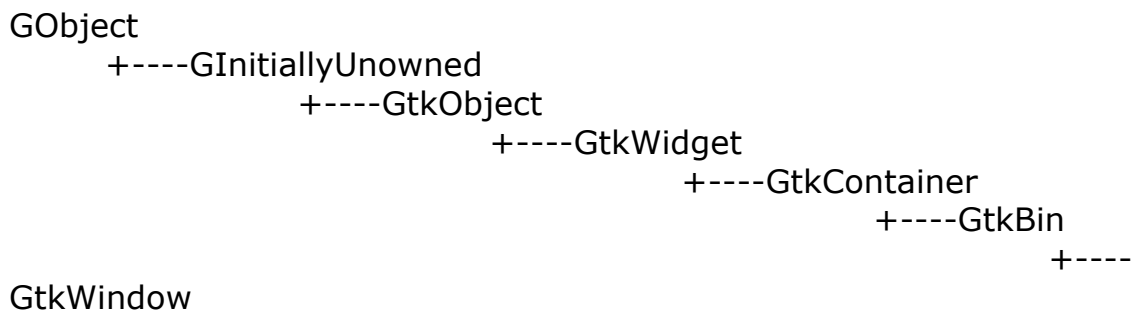 GObject
+----GInitiallyUnowned
+----GtkObject
+----GtkWidget
+----GtkContainer
+----GtkBin
+----
GtkWindow